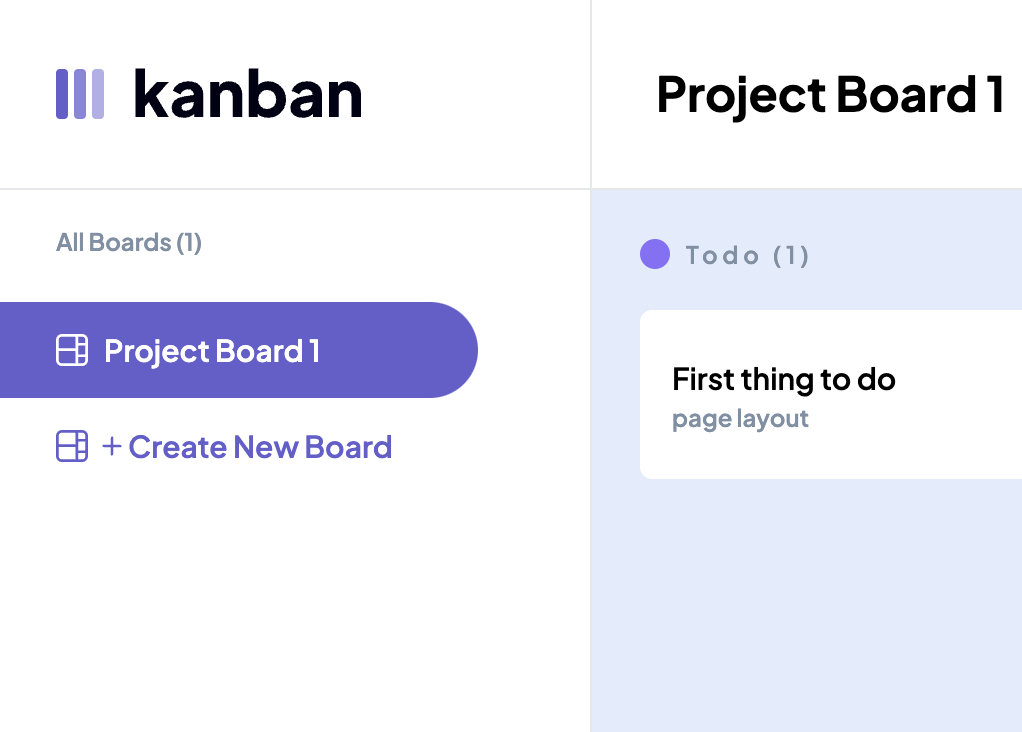 kanban
Project Board 1
All Boards (1)
Project Board 1
+ Create New Board
Todo (1)
First thing to do
page layout